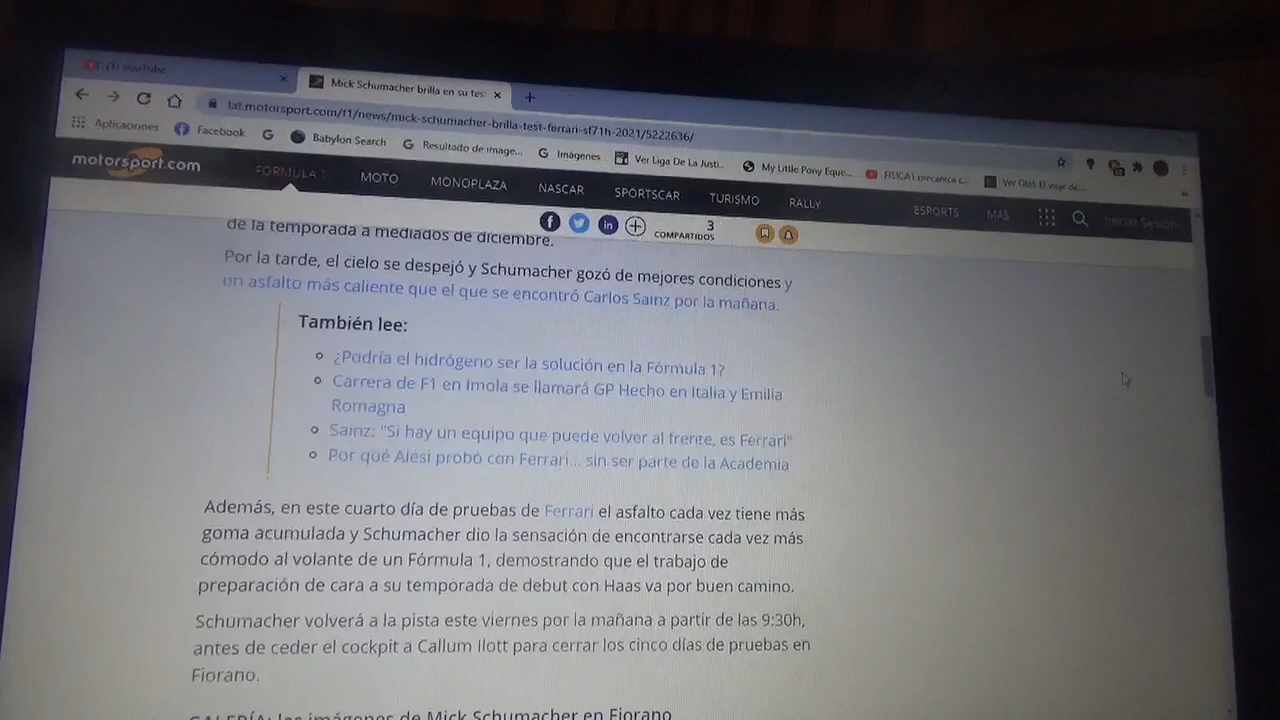 (1) YouTube
Mick Schumacher brilla en su tes
lat.motorsport.com/f1/news/mick-schumacher-brilla-test-ferrari-sf71h-2021/5222636/
Aplicaciones Facebook Babylon Search Resultado de image... Imágenes Ver Liga De La Justi.. My Little Pony Eque... FISICA I mecanica c... Ver Otés El viaje de...
motorsport.com FÓRMULA 1 MOTO MONOPLAZA NASCAR SPORTSCAR TURISMO RALLY ESPORTS MÁS Iniciar Sesión
3
COMPARTIDOS
de la temporada a mediados de diciembre.
Por la tarde, el cielo se despejó y Schumacher gozó de mejores condiciones y
un asfalto más caliente que el que se encontró Carlos Sainz por la mañana.
También lee:
¿Podría el hidrógeno ser la solución en la Fórmula 1?
Carrera de F1 en Imola se llamará GP Hecho en Italia y Emilia
Romagna
Sainz: "Si hay un equipo que puede volver al frente, es Ferrari"
Por qué Alesi probó con Ferrari... sin ser parte de la Academia
Además, en este cuarto día de pruebas de Ferrari el asfalto cada vez tiene más
goma acumulada y Schumacher dio la sensación de encontrarse cada vez más
cómodo al volante de un Fórmula 1, demostrando que el trabajo de
preparación de cara a su temporada de debut con Haas va por buen camino.
Schumacher volverá a la pista este viernes por la mañana a partir de las 9:30h,
antes de ceder el cockpit a Callum Ilott para cerrar los cinco días de pruebas en
Fiorano.
GALERÍA: las imágenes de Mick Schumacher en Fiorano